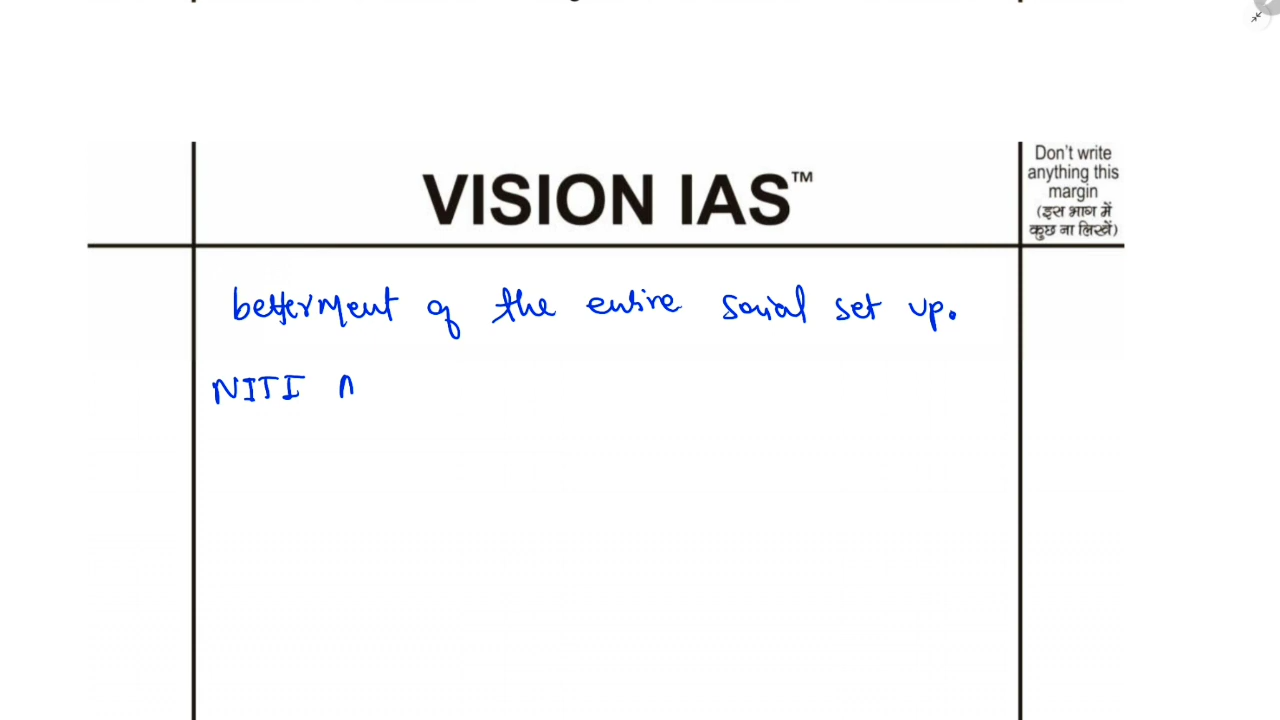 VISION IAS™
Don't write
anything this
margin
(इस भाग में
कुछ ना लिखें)
betterment of the entire social set up.
NITI A